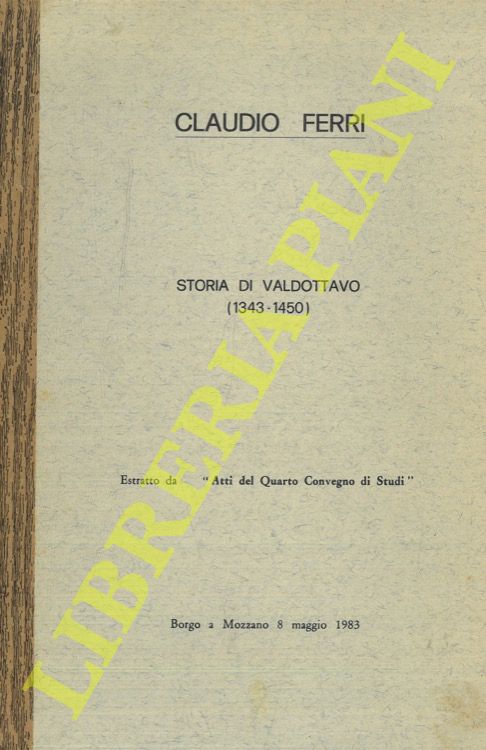 CLAUDIO FERRI
STORIA DI VALDOTTAVO
(1343-1450)
Estratto da "Atti del Quarto Convegno di Studi"
Borgo a Mozzano 8 maggio 1983
LIBRERIA PIANI